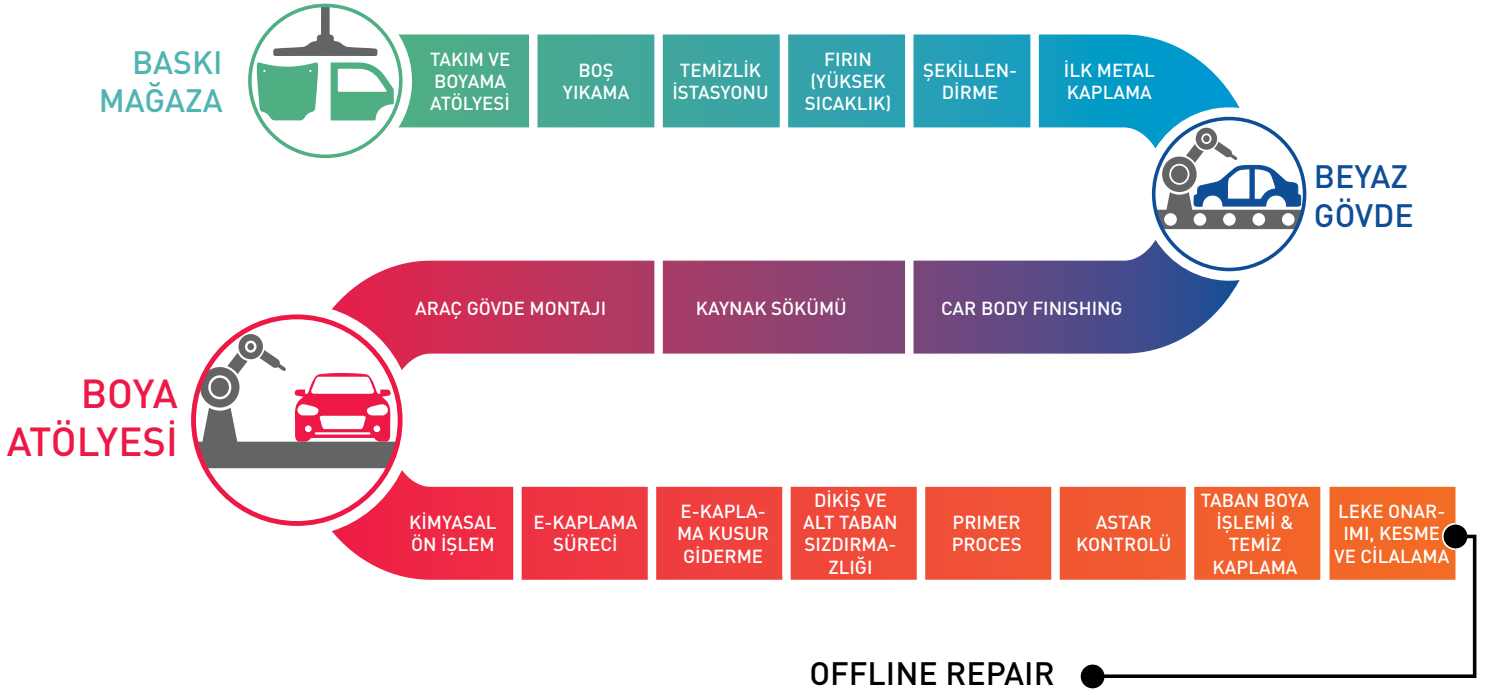 BASKI
MAĞAZA
TAKIM VE
BOYAMA
ATÖLYESİ
BOŞ
YIKAMA
TEMİZLİK
İSTASYONU
FIRIN
(YÜKSEK
SICAKLIK)
ŞEKİLLEN-
DİRME
İLK METAL
KAPLAMA
BEYAZ
GÖVDE
ARAÇ GÖVDE MONTAJI
KAYNAK SÖKÜMÜ
CAR BODY FINISHING
BOYA
ATÖLYESİ
KİMYASAL
ÖN İŞLEM
E-KAPLAMA
SÜRECİ
E-KAPLA-
MA KUSUR
GİDERME
DİKİŞ VE
ALT TABAN
SIZDIRMA-
ZLIĞI
PRIMER
PROCES
ASTAR
KONTROLÜ
TABAN BOYA
İŞLEMİ &
TEMİZ
KAPLAMA
LEKE ONAR-
IMI, KESME
VE CİLALAMA
OFFLINE REPAIR